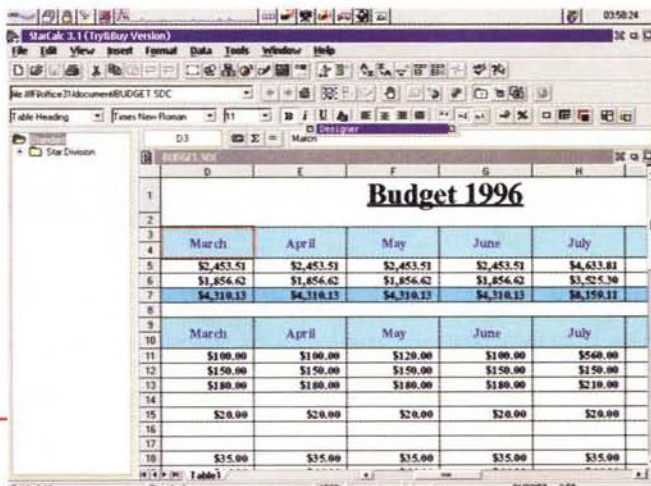 03:58:24
StarCalc 3.1 (Try&Buy Version)
File Edit View Insert Format Data Tools Window Help
file:///F|/office31/document/BUDGET.SDC
Table Heading Times New Roman 11 B i U
Designer
D3 Σ = March
Star Division
BUDGET.SDC
D E F G H
1 Budget 1996
2
3
4 March April May June July
5 $2,453.51 $2,453.51 $2,453.51 $2,453.51 $4,633.81
6 $1,856.62 $1,856.62 $1,856.62 $1,856.62 $3,525.30
7 $4,310.13 $4,310.13 $4,310.13 $4,310.13 $8,159.11
8
9
10 March April May June July
11 $100.00 $100.00 $120.00 $100.00 $560.00
12 $150.00 $150.00 $150.00 $150.00 $150.00
13 $180.00 $180.00 $180.00 $180.00 $210.00
14
15 $20.00 $20.00 $20.00 $20.00 $20.00
16
17
18 $35.00 $35.00 $35.00 $35.00 $35.00
Table1